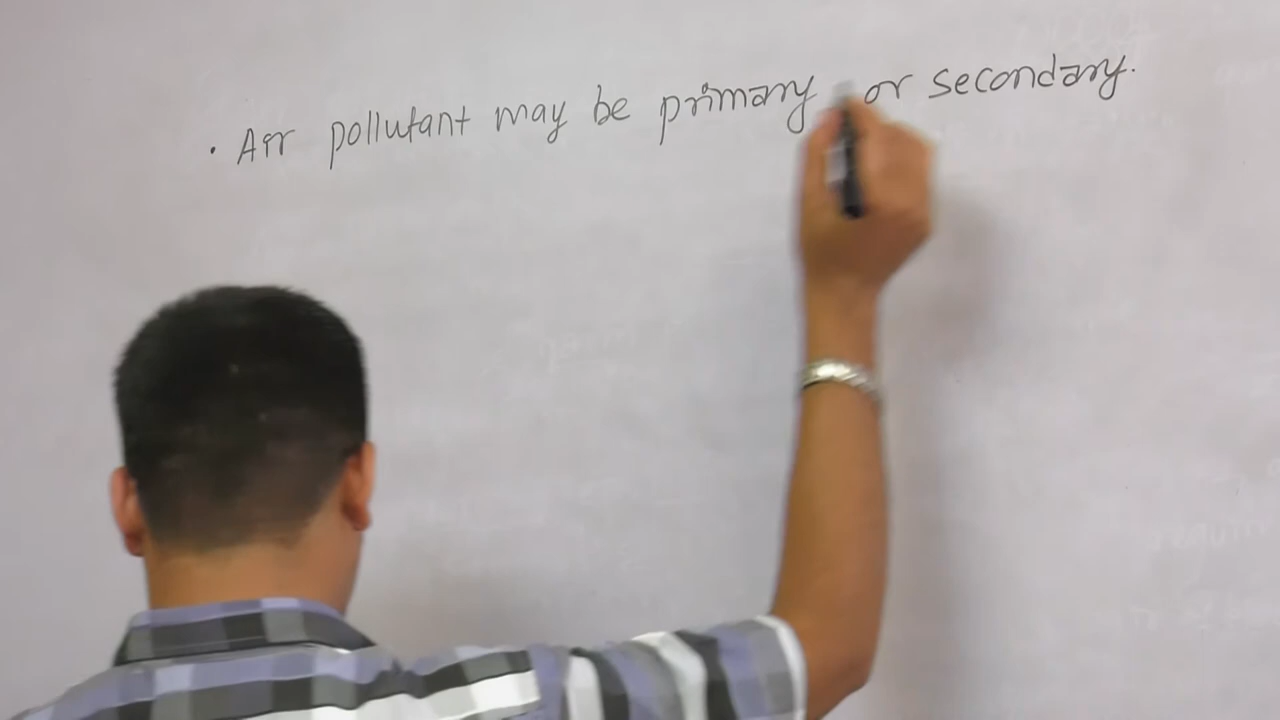 • Air pollutant may be primary or secondary.